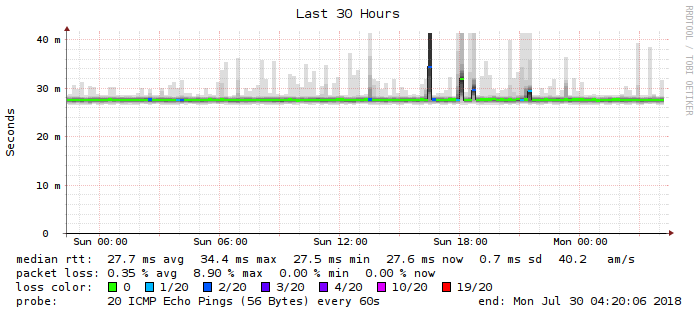 Last 30 Hours
RRDTOOL / TOBI OETIKER
Seconds
40 m
30 m
20 m
10 m
0
Sun 00:00 Sun 06:00 Sun 12:00 Sun 18:00 Mon 00:00
median rtt: 27.7 ms avg 34.4 ms max 27.5 ms min 27.6 ms now 0.7 ms sd 40.2 am/s
packet loss: 0.35 % avg 8.90 % max 0.00 % min 0.00 % now
loss color: 0 1/20 2/20 3/20 4/20 10/20 19/20
probe: 20 ICMP Echo Pings (56 Bytes) every 60s end: Mon Jul 30 04:20:06 2018